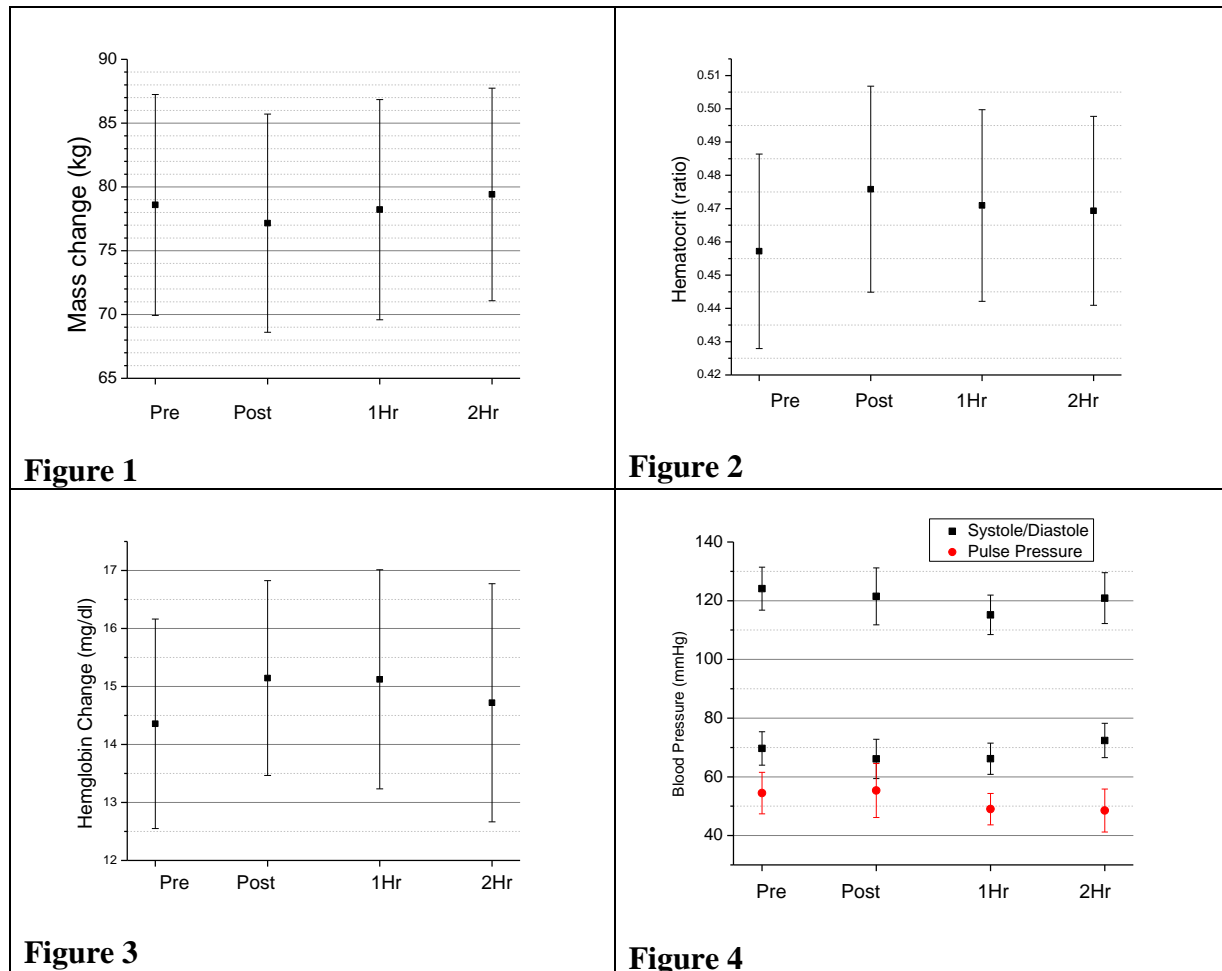 90
85
80
75
70
65
Mass change (kg)
Pre Post 1Hr 2Hr
Figure 1
0.51
0.50
0.49
0.48
0.47
0.46
0.45
0.44
0.43
0.42
Hematocrit (ratio)
Pre Post 1Hr 2Hr
Figure 2
17
16
15
14
13
12
Hemglobin Change (mg/dl)
Pre Post 1Hr 2Hr
Figure 3
Systole/Diastole
Pulse Pressure
140
120
100
80
60
40
Blood Pressure (mmHg)
Pre Post 1Hr 2Hr
Figure 4